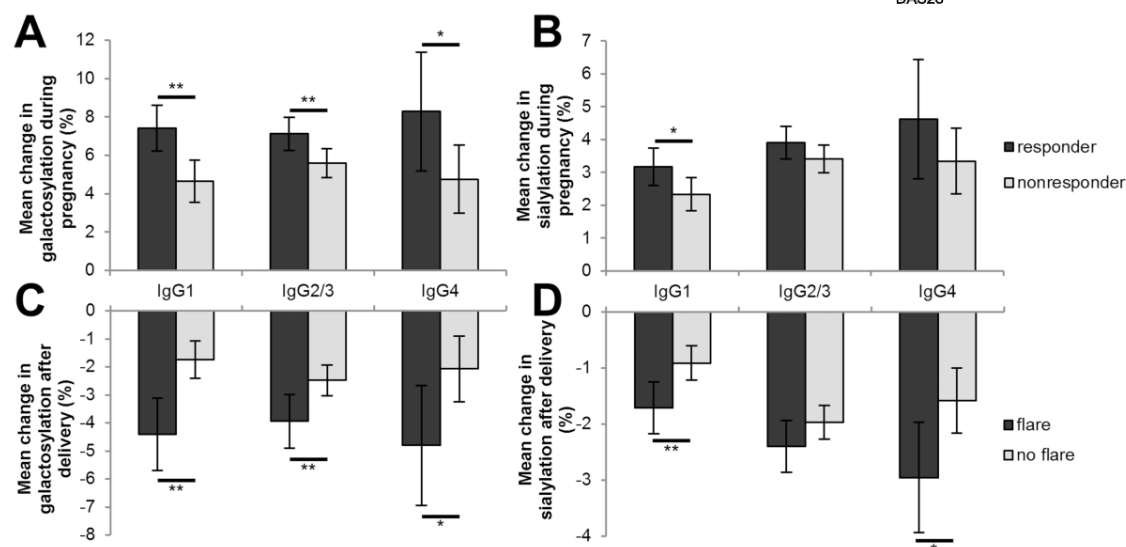 DAS28
A
Mean change in
galactosylation during
pregnancy (%)
12
10
8
6
4
2
0
**
**
*
IgG1
IgG2/3
IgG4
B
Mean change in
sialylation during
pregnancy (%)
7
6
5
4
3
2
1
0
*
IgG1
IgG2/3
IgG4
responder
nonresponder
C
Mean change in
galactosylation after
delivery (%)
0
-1
-2
-3
-4
-5
-6
-7
-8
**
**
*
D
Mean change in
sialylation after delivery
(%)
0
-1
-2
-3
-4
**
*
flare
no flare